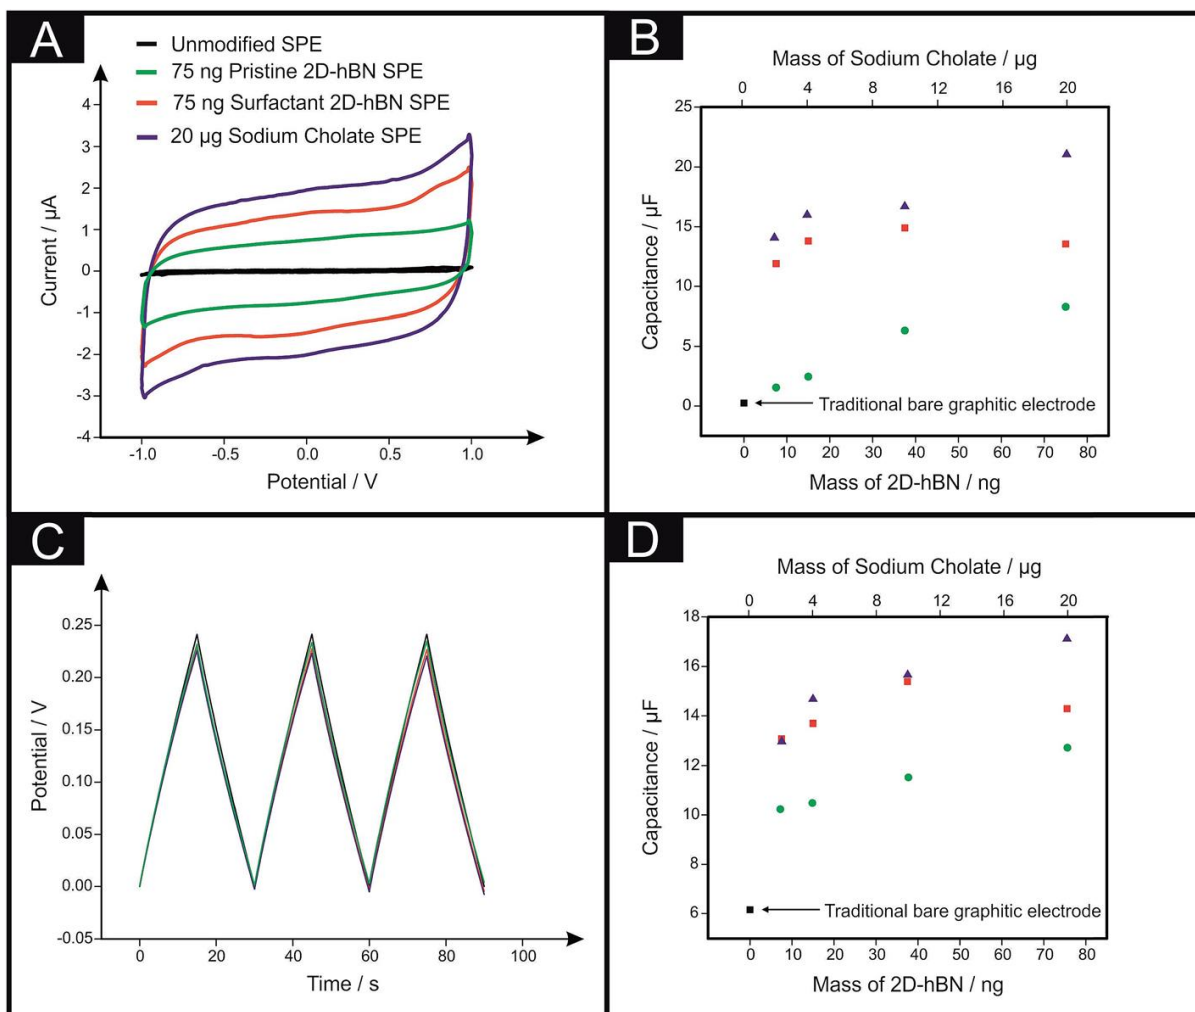 A
Unmodified SPE
75 ng Pristine 2D-hBN SPE
75 ng Surfactant 2D-hBN SPE
20 µg Sodium Cholate SPE
4
3
2
1
0
-1
-2
-3
-4
Current / µA
-1.0 -0.5 0.0 0.5 1.0
Potential / V
B
Mass of Sodium Cholate / µg
0 4 8 12 16 20
25
20
15
10
5
0
Capacitance / µF
Traditional bare graphitic electrode
0 10 20 30 40 50 60 70 80
Mass of 2D-hBN / ng
C
0.25
0.20
0.15
0.10
0.05
0.00
-0.05
Potential / V
0 20 40 60 80 100
Time / s
D
Mass of Sodium Cholate / µg
0 4 8 12 16 20
18
16
14
12
10
8
6
Capacitance / µF
Traditional bare graphitic electrode
0 10 20 30 40 50 60 70 80
Mass of 2D-hBN / ng